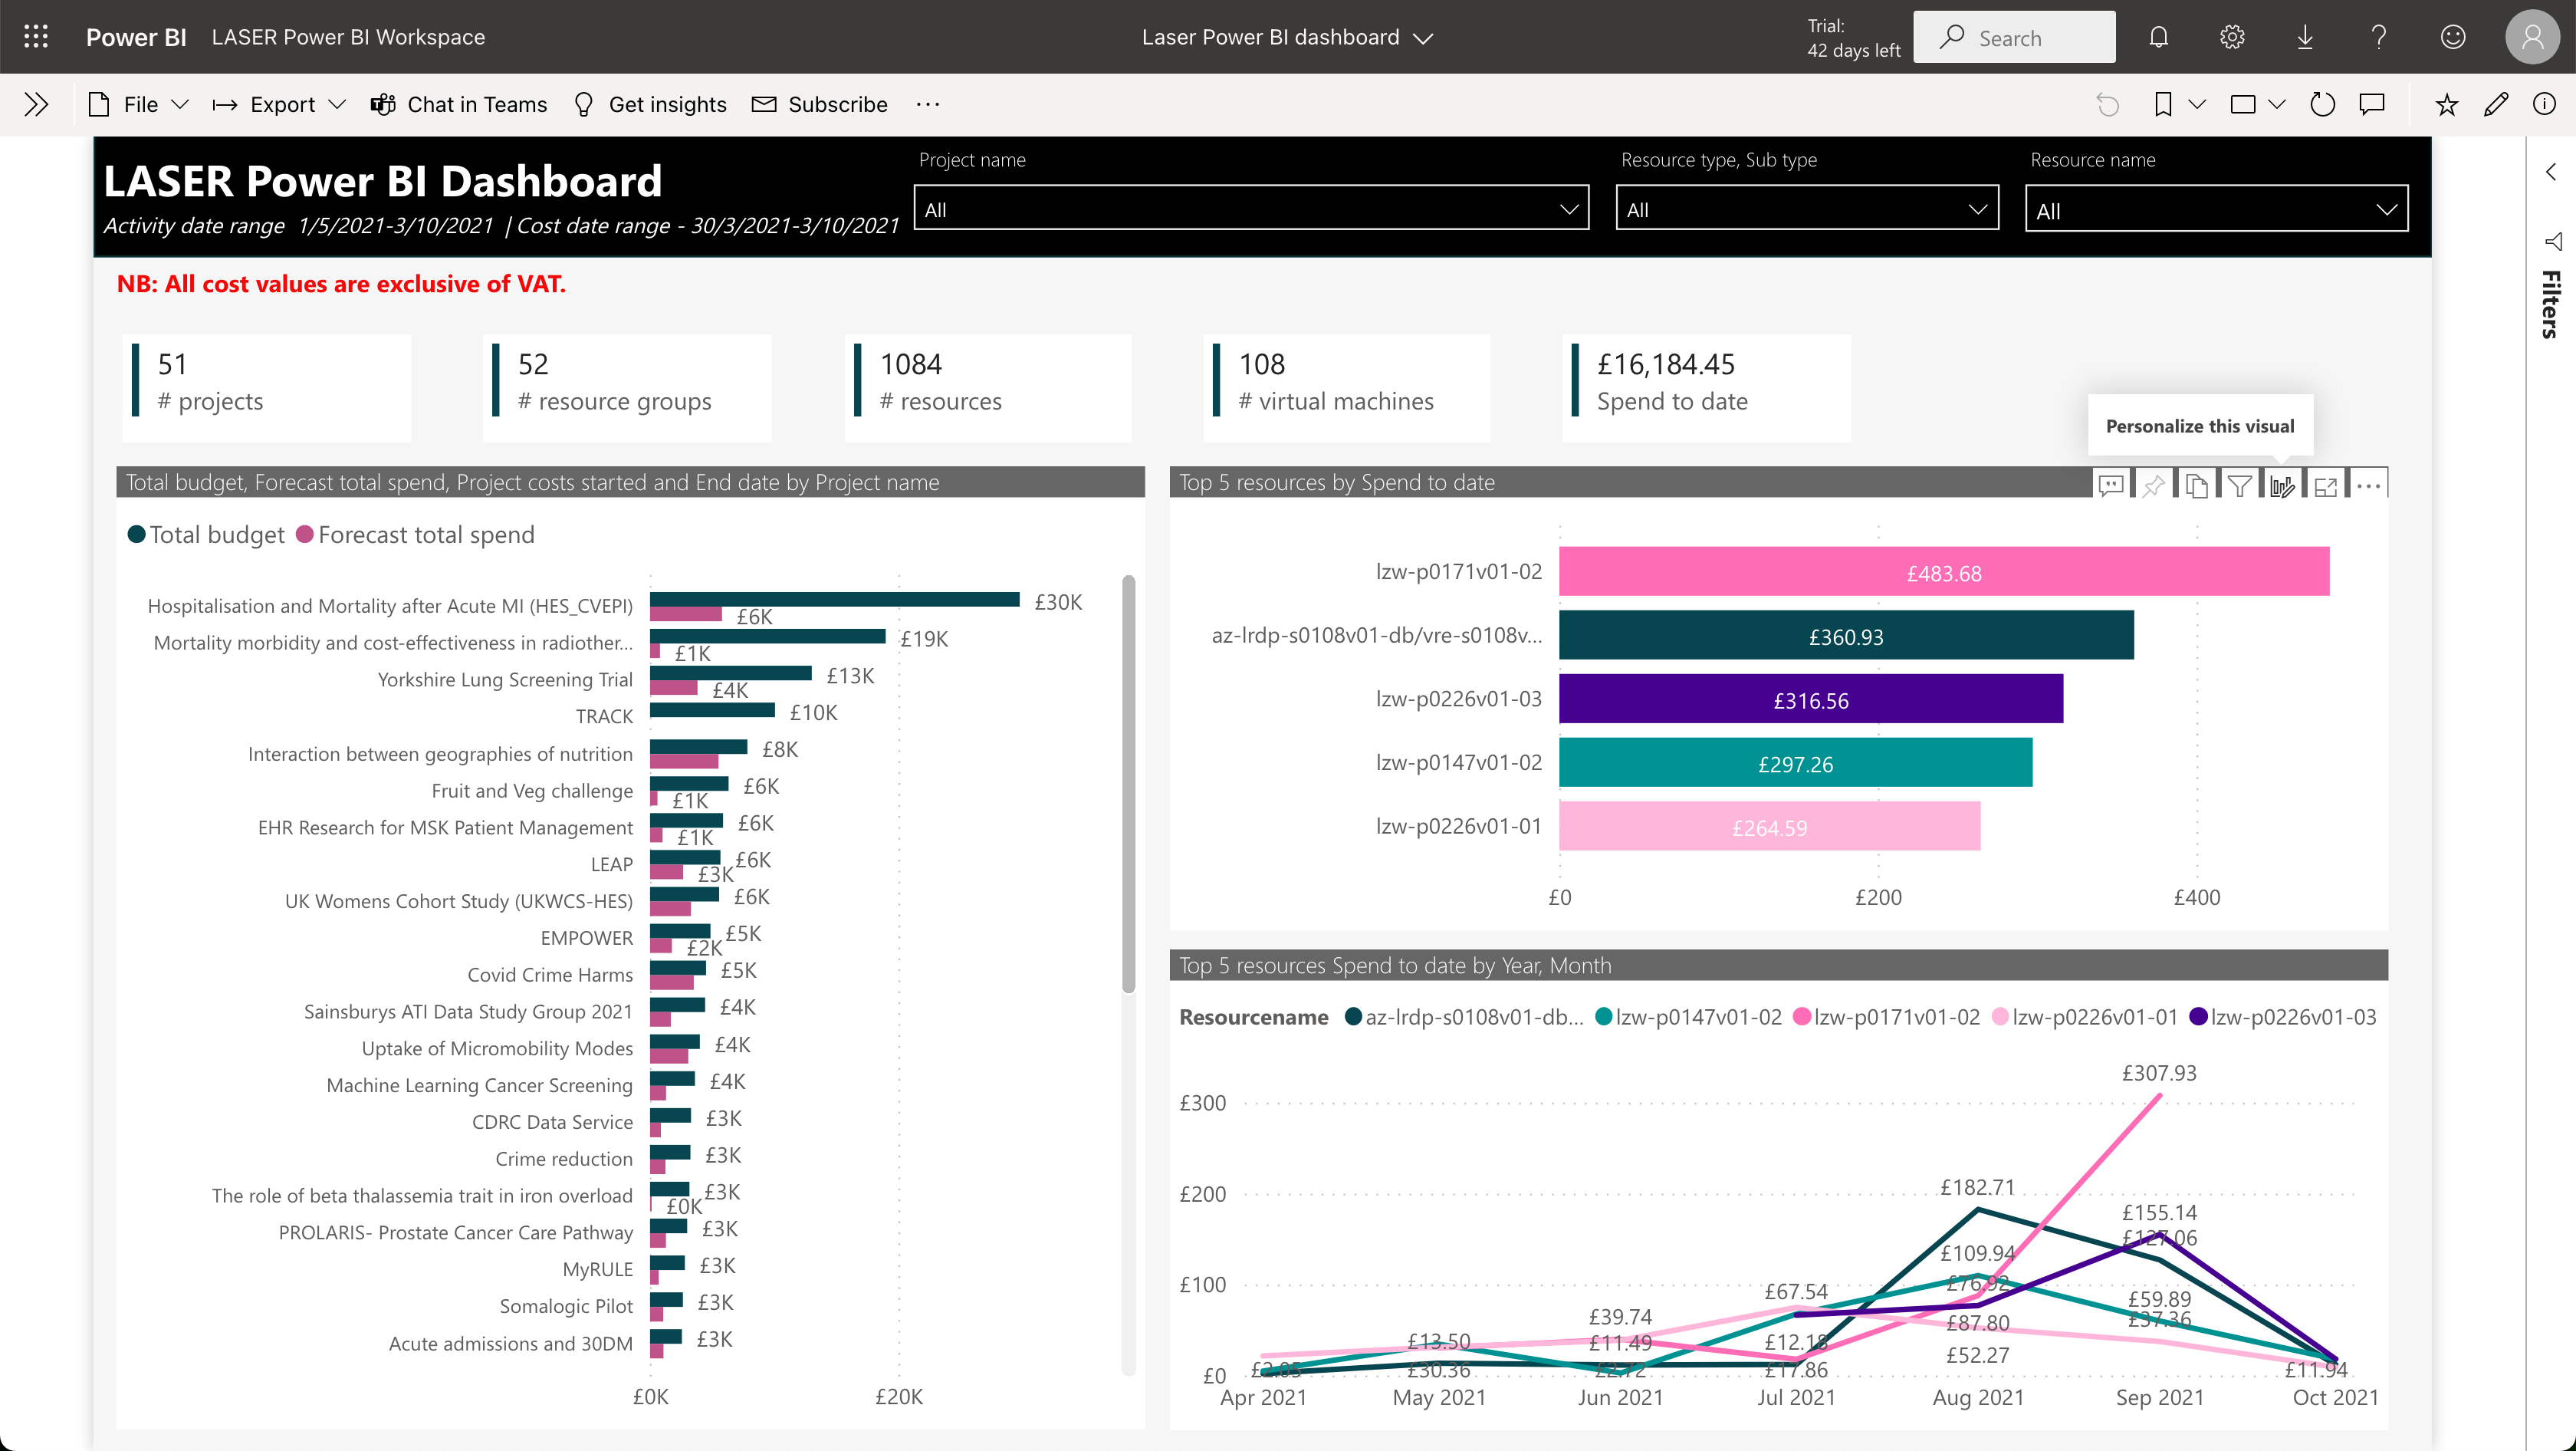 Power BI LASER Power BI Workspace
Laser Power BI dashboard
Trial:
42 days left
Search
File
Export
Chat in Teams
Get insights
Subscribe
LASER Power BI Dashboard
Activity date range 1/5/2021-3/10/2021 | Cost date range - 30/3/2021-3/10/2021
Project name
All
Resource type, Sub type
All
Resource name
All
Filters
NB: All cost values are exclusive of VAT.
51
# projects
52
# resource groups
1084
# resources
108
# virtual machines
£16,184.45
Spend to date
Personalize this visual
Total budget, Forecast total spend, Project costs started and End date by Project name
Total budget Forecast total spend
Hospitalisation and Mortality after Acute MI (HES_CVEPI) £30K
£6K
Mortality morbidity and cost-effectiveness in radiother... £19K
£1K
Yorkshire Lung Screening Trial £13K
£4K
TRACK £10K
Interaction between geographies of nutrition £8K
Fruit and Veg challenge £6K
£1K
EHR Research for MSK Patient Management £6K
£1K
LEAP £6K
£3K
UK Womens Cohort Study (UKWCS-HES) £6K
EMPOWER £5K
£2K
Covid Crime Harms £5K
Sainsburys ATI Data Study Group 2021 £4K
Uptake of Micromobility Modes £4K
Machine Learning Cancer Screening £4K
CDRC Data Service £3K
Crime reduction £3K
The role of beta thalassemia trait in iron overload £3K
£0K
PROLARIS- Prostate Cancer Care Pathway £3K
MyRULE £3K
Somalogic Pilot £3K
Acute admissions and 30DM £3K
£0K £20K
Top 5 resources by Spend to date
lzw-p0171v01-02 £483.68
az-lrdp-s0108v01-db/vre-s0108v... £360.93
lzw-p0226v01-03 £316.56
lzw-p0147v01-02 £297.26
lzw-p0226v01-01 £264.59
£0 £200 £400
Top 5 resources Spend to date by Year, Month
Resourcename az-lrdp-s0108v01-db... lzw-p0147v01-02 lzw-p0171v01-02 lzw-p0226v01-01 lzw-p0226v01-03
£307.93
£300
£200
£182.71
£155.14
£127.06
£109.94
£100
£76.92
£67.54
£59.89
£37.36
£39.74
£87.80
£13.50
£11.49
£12.18
£52.27
£30.36
£17.86
£11.94
£0
Apr 2021 May 2021 Jun 2021 Jul 2021 Aug 2021 Sep 2021 Oct 2021